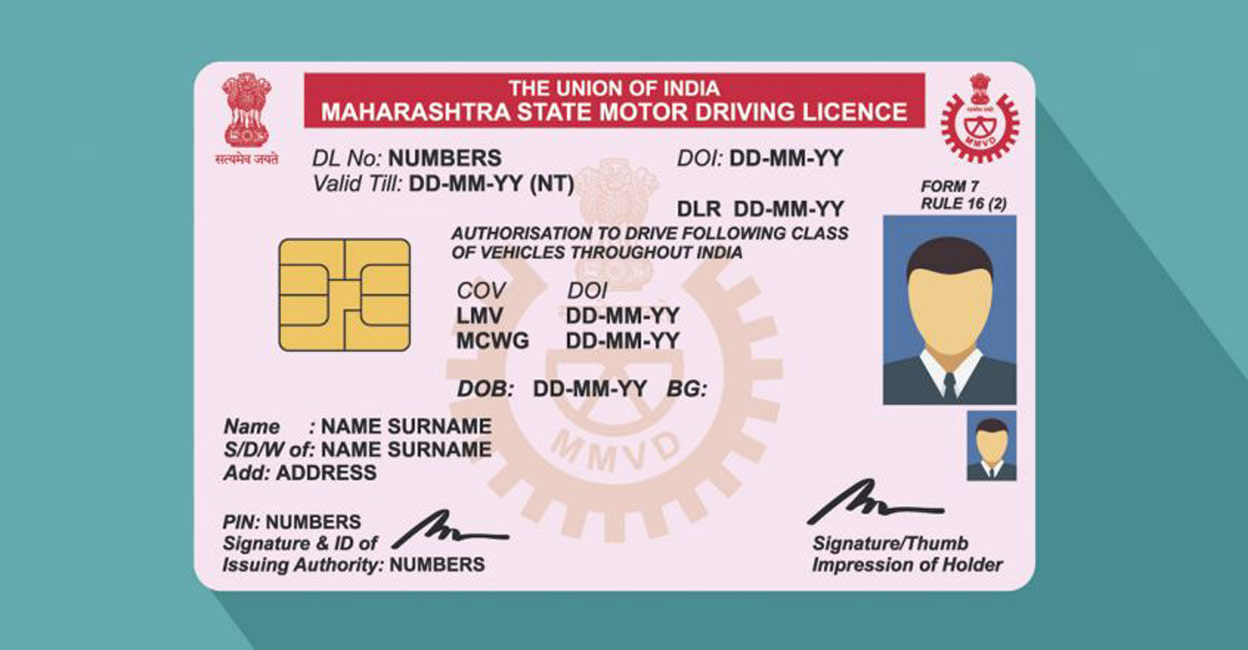 THE UNION OF INDIA
MAHARASHTRA STATE MOTOR DRIVING LICENCE
सत्यमेव जयते
MMVD
DL No: NUMBERS DOI: DD-MM-YY
Valid Till: DD-MM-YY (NT)
FORM 7
RULE 16 (2)
DLR DD-MM-YY
AUTHORISATION TO DRIVE FOLLOWING CLASS
OF VEHICLES THROUGHOUT INDIA
COV DOI
LMV DD-MM-YY
MCWG DD-MM-YY
DOB: DD-MM-YY BG:
Name : NAME SURNAME
S/D/W of: NAME SURNAME
Add: ADDRESS
MMVD
PIN: NUMBERS
Signature & ID of
Issuing Authority: NUMBERS
Signature/Thumb
Impression of Holder